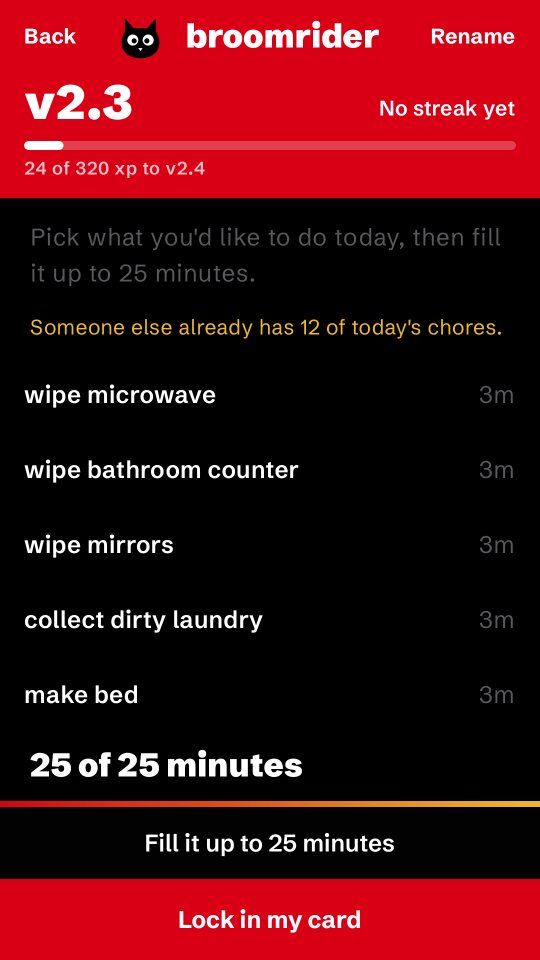 Back
broomrider
Rename
v2.3
No streak yet
24 of 320 xp to v2.4
Pick what you'd like to do today, then fill
it up to 25 minutes.
Someone else already has 12 of today's chores.
wipe microwave 3m
wipe bathroom counter 3m
wipe mirrors 3m
collect dirty laundry 3m
make bed 3m
25 of 25 minutes
Fill it up to 25 minutes
Lock in my card